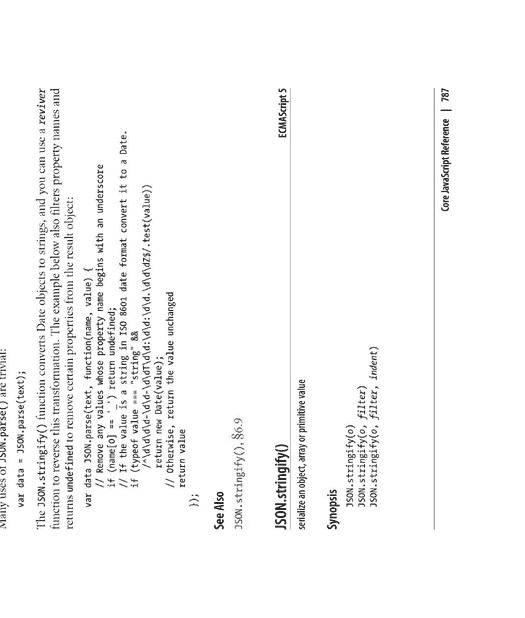 Many uses of JSON.parse() are trivial:
var data = JSON.parse(text);
The JSON.stringify() function converts Date objects to strings, and you can use a reviver
function to reverse this transformation. The example below also filters property names and
returns undefined to remove certain properties from the result object:
var data JSON.parse(text, function(name, value) {
// Remove any values whose property name begins with an underscore
if (name[0] == '_') return undefined;
// If the value is a string in ISO 8601 date format convert it to a Date.
if (typeof value === "string" &&
/^\d\d\d\d-\d\d-\d\dT\d\d:\d\d:\d\d.\d\d\dZ$/.test(value))
return new Date(value);
// Otherwise, return the value unchanged
return value
});
See Also
JSON.stringify(), §6.9
JSON.stringify() ECMAScript 5
serialize an object, array or primitive value
Synopsis
JSON.stringify(o)
JSON.stringify(o, filter)
JSON.stringify(o, filter, indent)
Core JavaScript Reference | 787